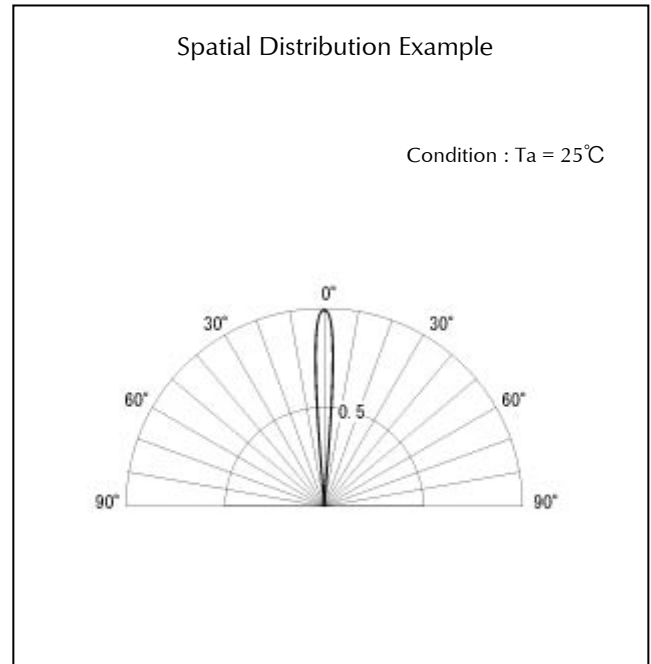 Spatial Distribution Example
Condition : Ta = 25℃
0°
30° 30°
60° 60°
0.5
90° 90°